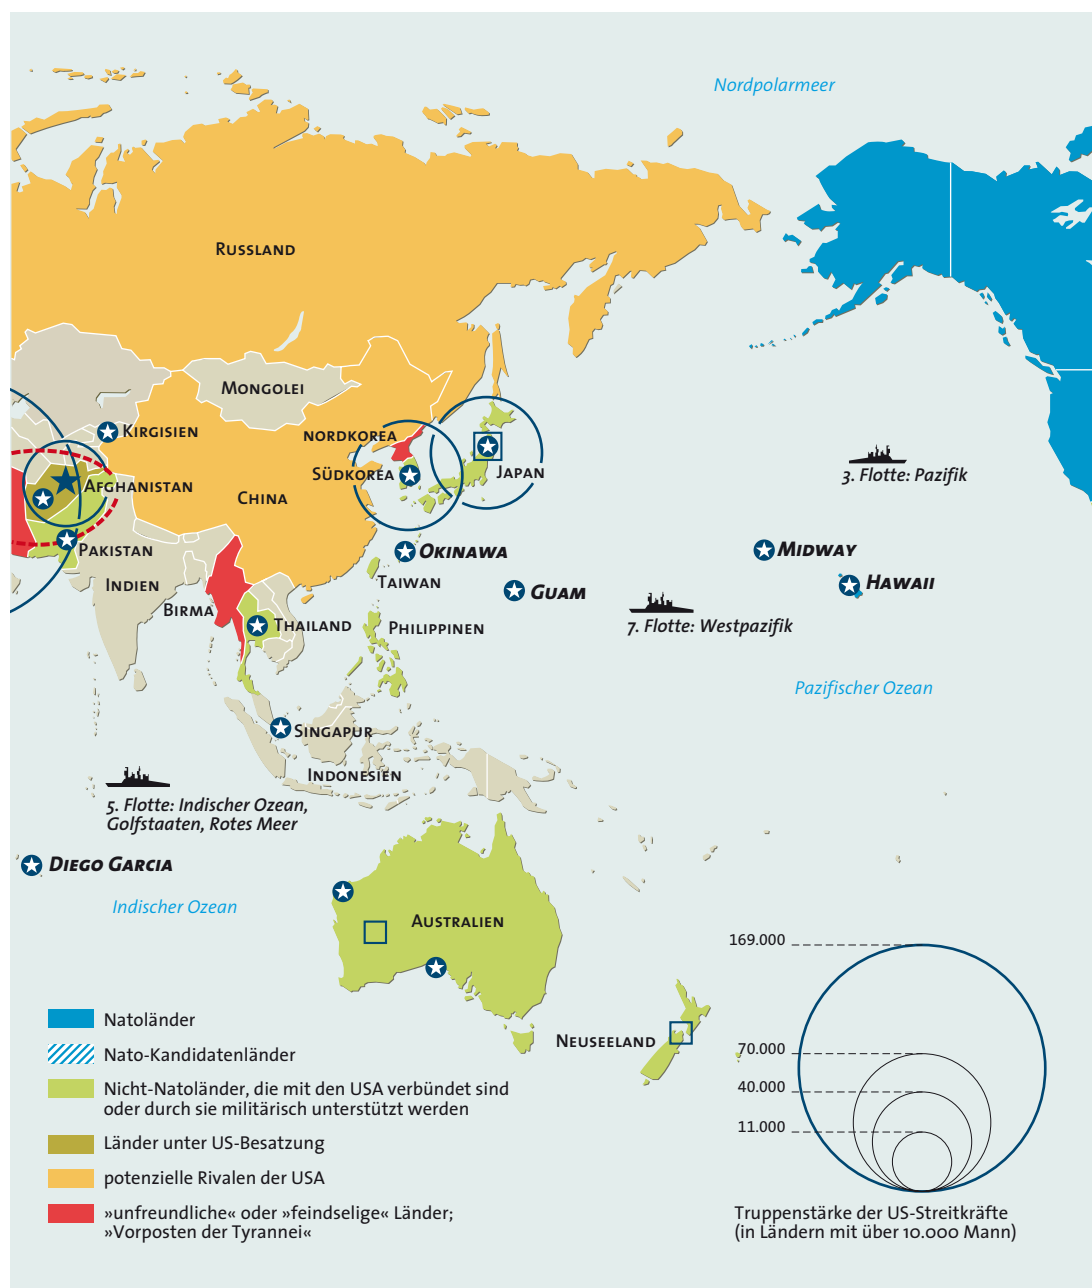 Nordpolarmeer
Russland
Mongolei
Kirgisien
nordkorea
Südkorea
Japan
Afghanistan
China
3. Flotte: Pazifik
Pakistan
Okinawa
Midway
Indien
Taiwan
Guam
Hawaii
Birma
Thailand
Philippinen
7. Flotte: Westpazifik
Pazifischer Ozean
Singapur
Indonesien
5. Flotte: Indischer Ozean,
Golfstaaten, Rotes Meer
Diego Garcia
Indischer Ozean
Australien
Neuseeland
169.000
70.000
40.000
11.000
Truppenstärke der US-Streitkräfte
(in Ländern mit über 10.000 Mann)
Natoländer
Nato-Kandidatenländer
Nicht-Natoländer, die mit den USA verbündet sind
oder durch sie militärisch unterstützt werden
Länder unter US-Besatzung
potenzielle Rivalen der USA
»unfreundliche« oder »feindselige« Länder;
»Vorposten der Tyrannei«